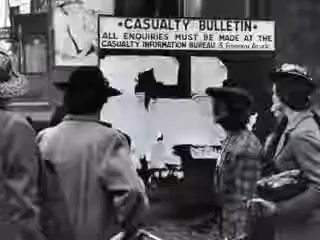 • CASUALTY BULLETIN •
ALL ENQUIRIES MUST BE MADE AT THE
CASUALTY INFORMATION BUREAU